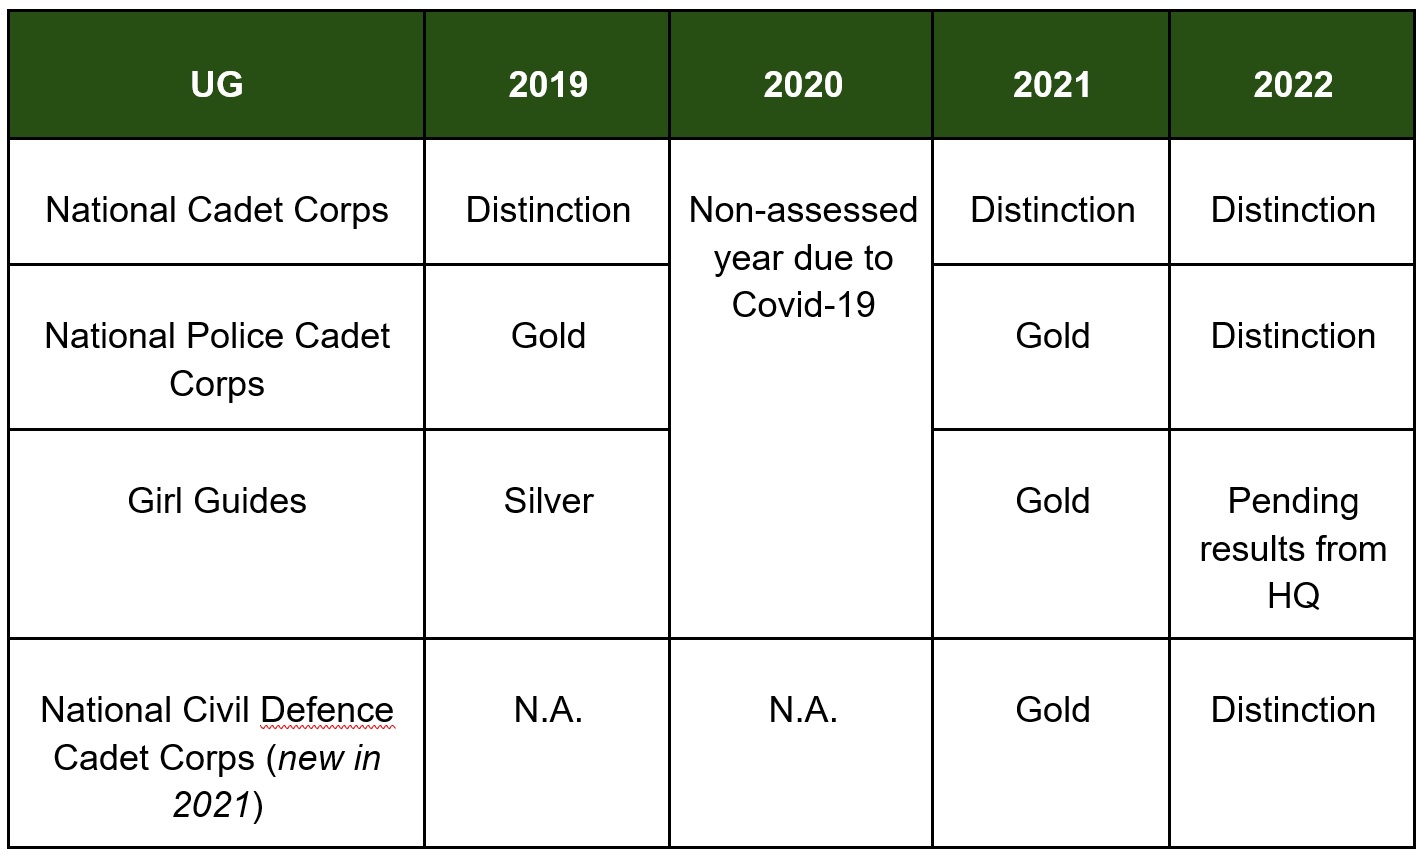 UG 2019 2020 2021 2022
National Cadet Corps Distinction Non-assessed Distinction Distinction
year due to
Covid-19
National Police Cadet Gold Gold Distinction
Corps
Girl Guides Silver Gold Pending
results from
HQ
National Civil Defence N.A. N.A. Gold Distinction
Cadet Corps (new in
2021)